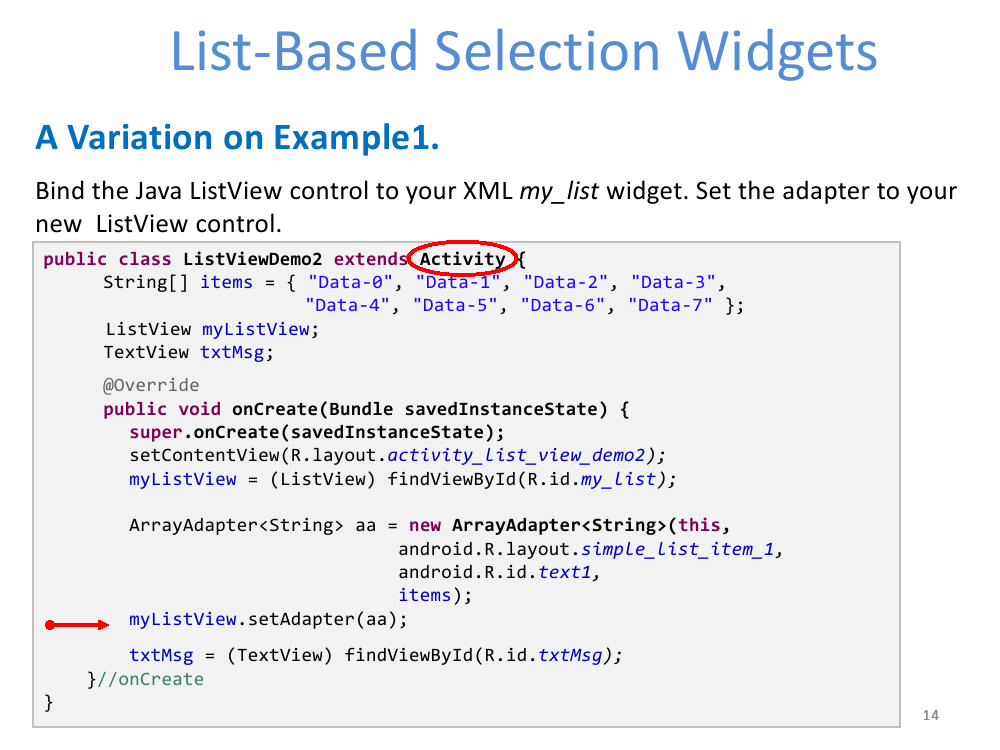 List-Based Selection Widgets
A Variation on Example1.
Bind the Java ListView control to your XML my_list widget. Set the adapter to your
new  ListView control.
public class ListViewDemo2 extends Activity {
String[] items = { "Data-0", "Data-1", "Data-2", "Data-3",
"Data-4", "Data-5", "Data-6", "Data-7" };
ListView myListView;
TextView txtMsg;
@Override
public void onCreate(Bundle savedInstanceState) {
super.onCreate(savedInstanceState);
setContentView(R.layout.activity_list_view_demo2);
myListView = (ListView) findViewById(R.id.my_list);
ArrayAdapter<String> aa = new ArrayAdapter<String>(this,
android.R.layout.simple_list_item_1,
android.R.id.text1,
items);
myListView.setAdapter(aa);
txtMsg = (TextView) findViewById(R.id.txtMsg);
}//onCreate
}
14